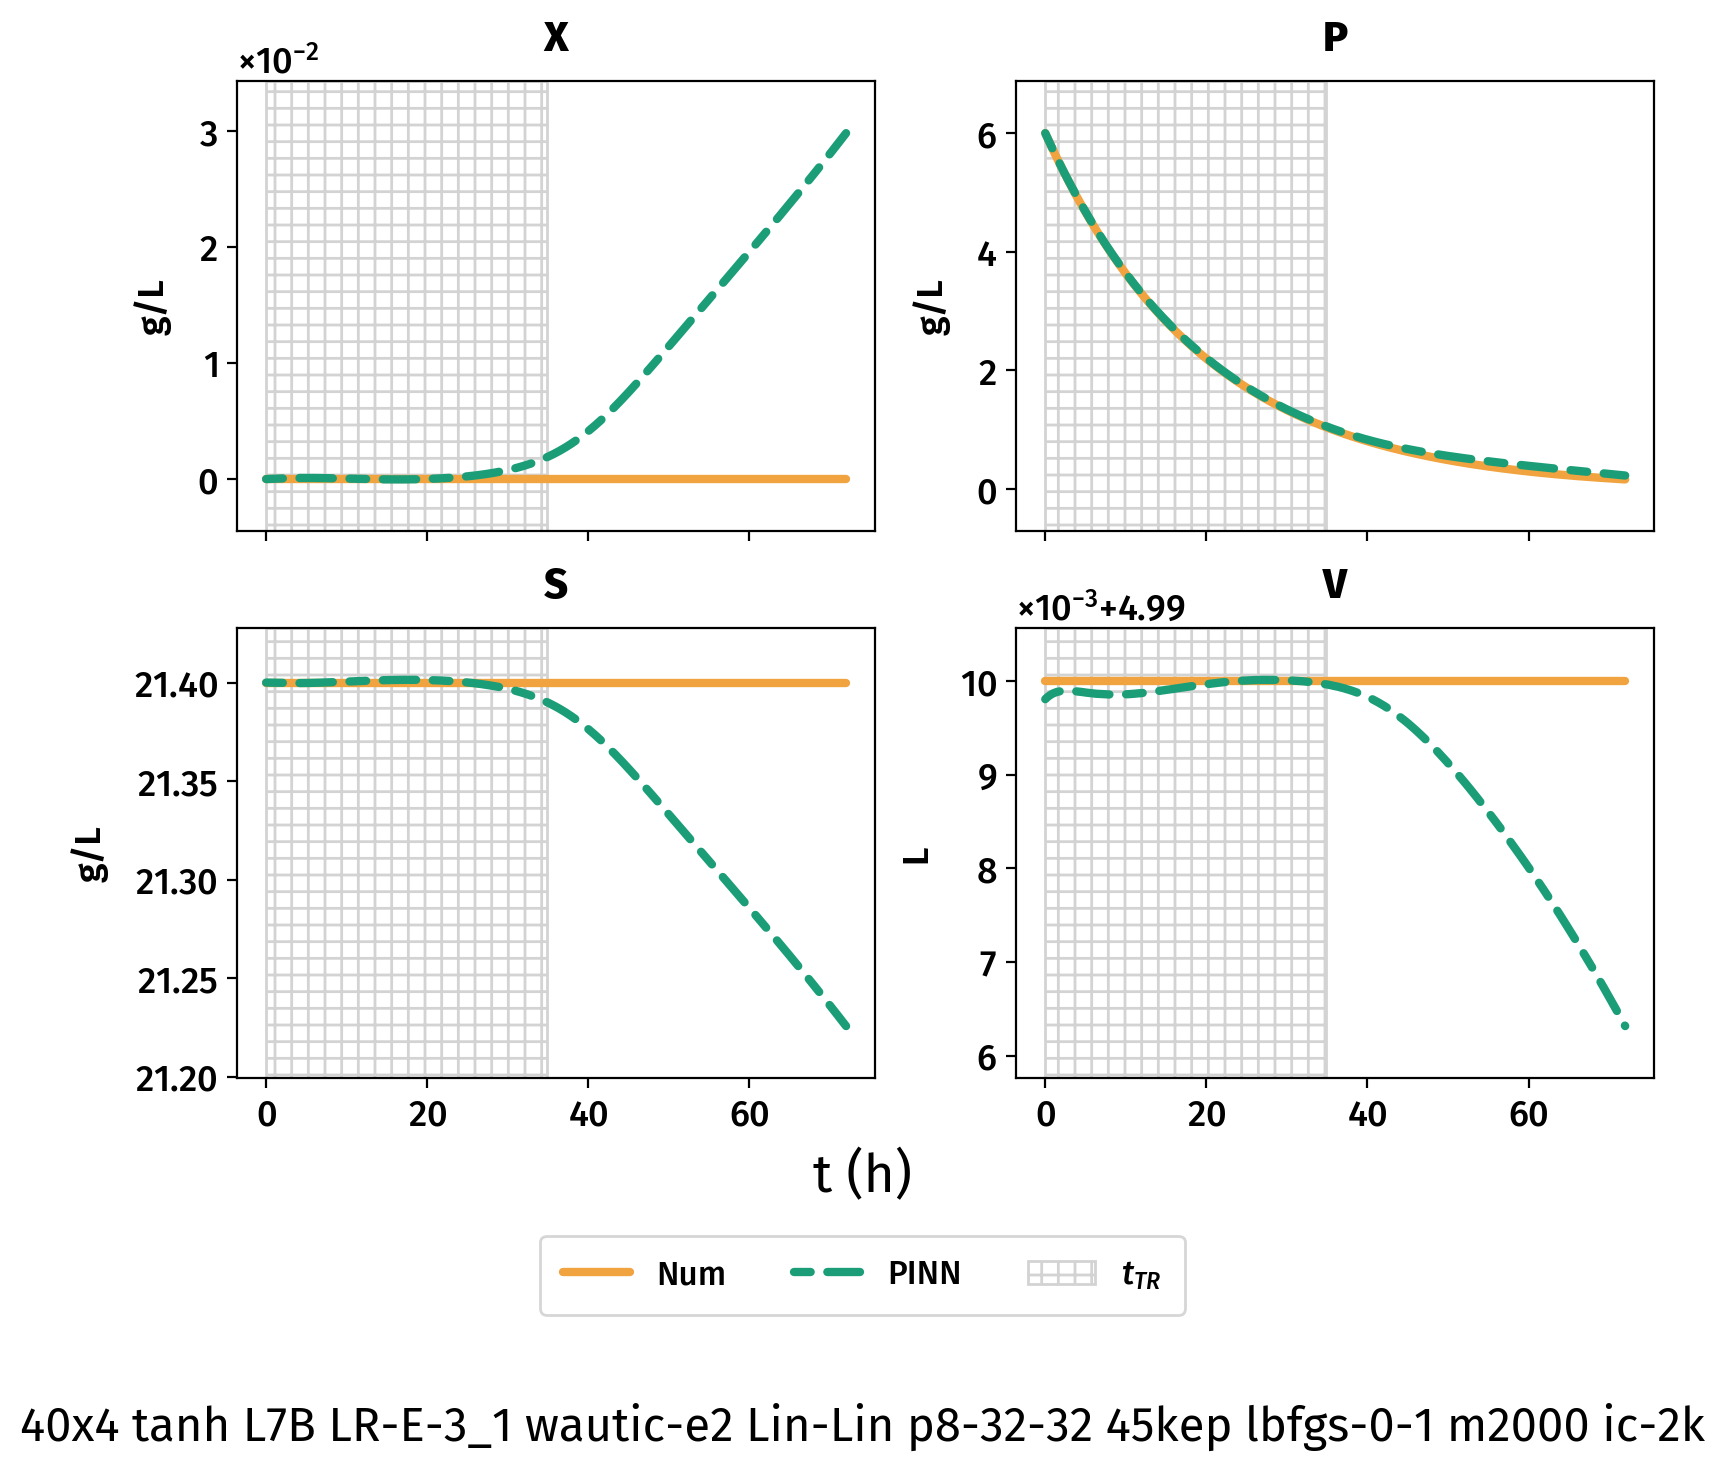 X
×10⁻²
g/L
3
2
1
0
P
g/L
6
4
2
0
S
g/L
21.40
21.35
21.30
21.25
21.20
0 20 40 60
V
×10⁻³+4.99
L
10
9
8
7
6
0 20 40 60
t (h)
Num PINN t_TR
40x4 tanh L7B LR-E-3_1 wautic-e2 Lin-Lin p8-32-32 45kep lbfgs-0-1 m2000 ic-2k